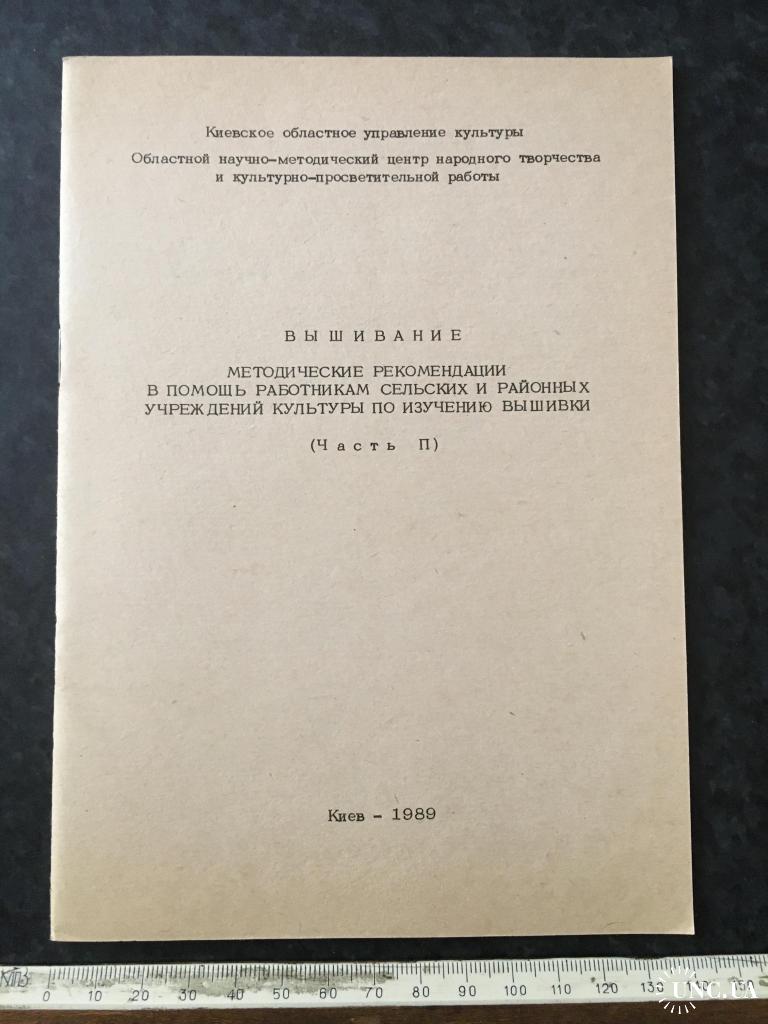 Киевское областное управление культуры
Областной научно-методический центр народного творчества
и культурно-просветительной работы
ВЫШИВАНИЕ
МЕТОДИЧЕСКИЕ РЕКОМЕНДАЦИИ
В ПОМОЩЬ РАБОТНИКАМ СЕЛЬСКИХ И РАЙОННЫХ
УЧРЕЖДЕНИЙ КУЛЬТУРЫ ПО ИЗУЧЕНИЮ ВЫШИВКИ
(Часть П)
Киев - 1989
0 10 20 30 40 50 60 70 80 90 100 110 120 130 140 15
UNC.UA